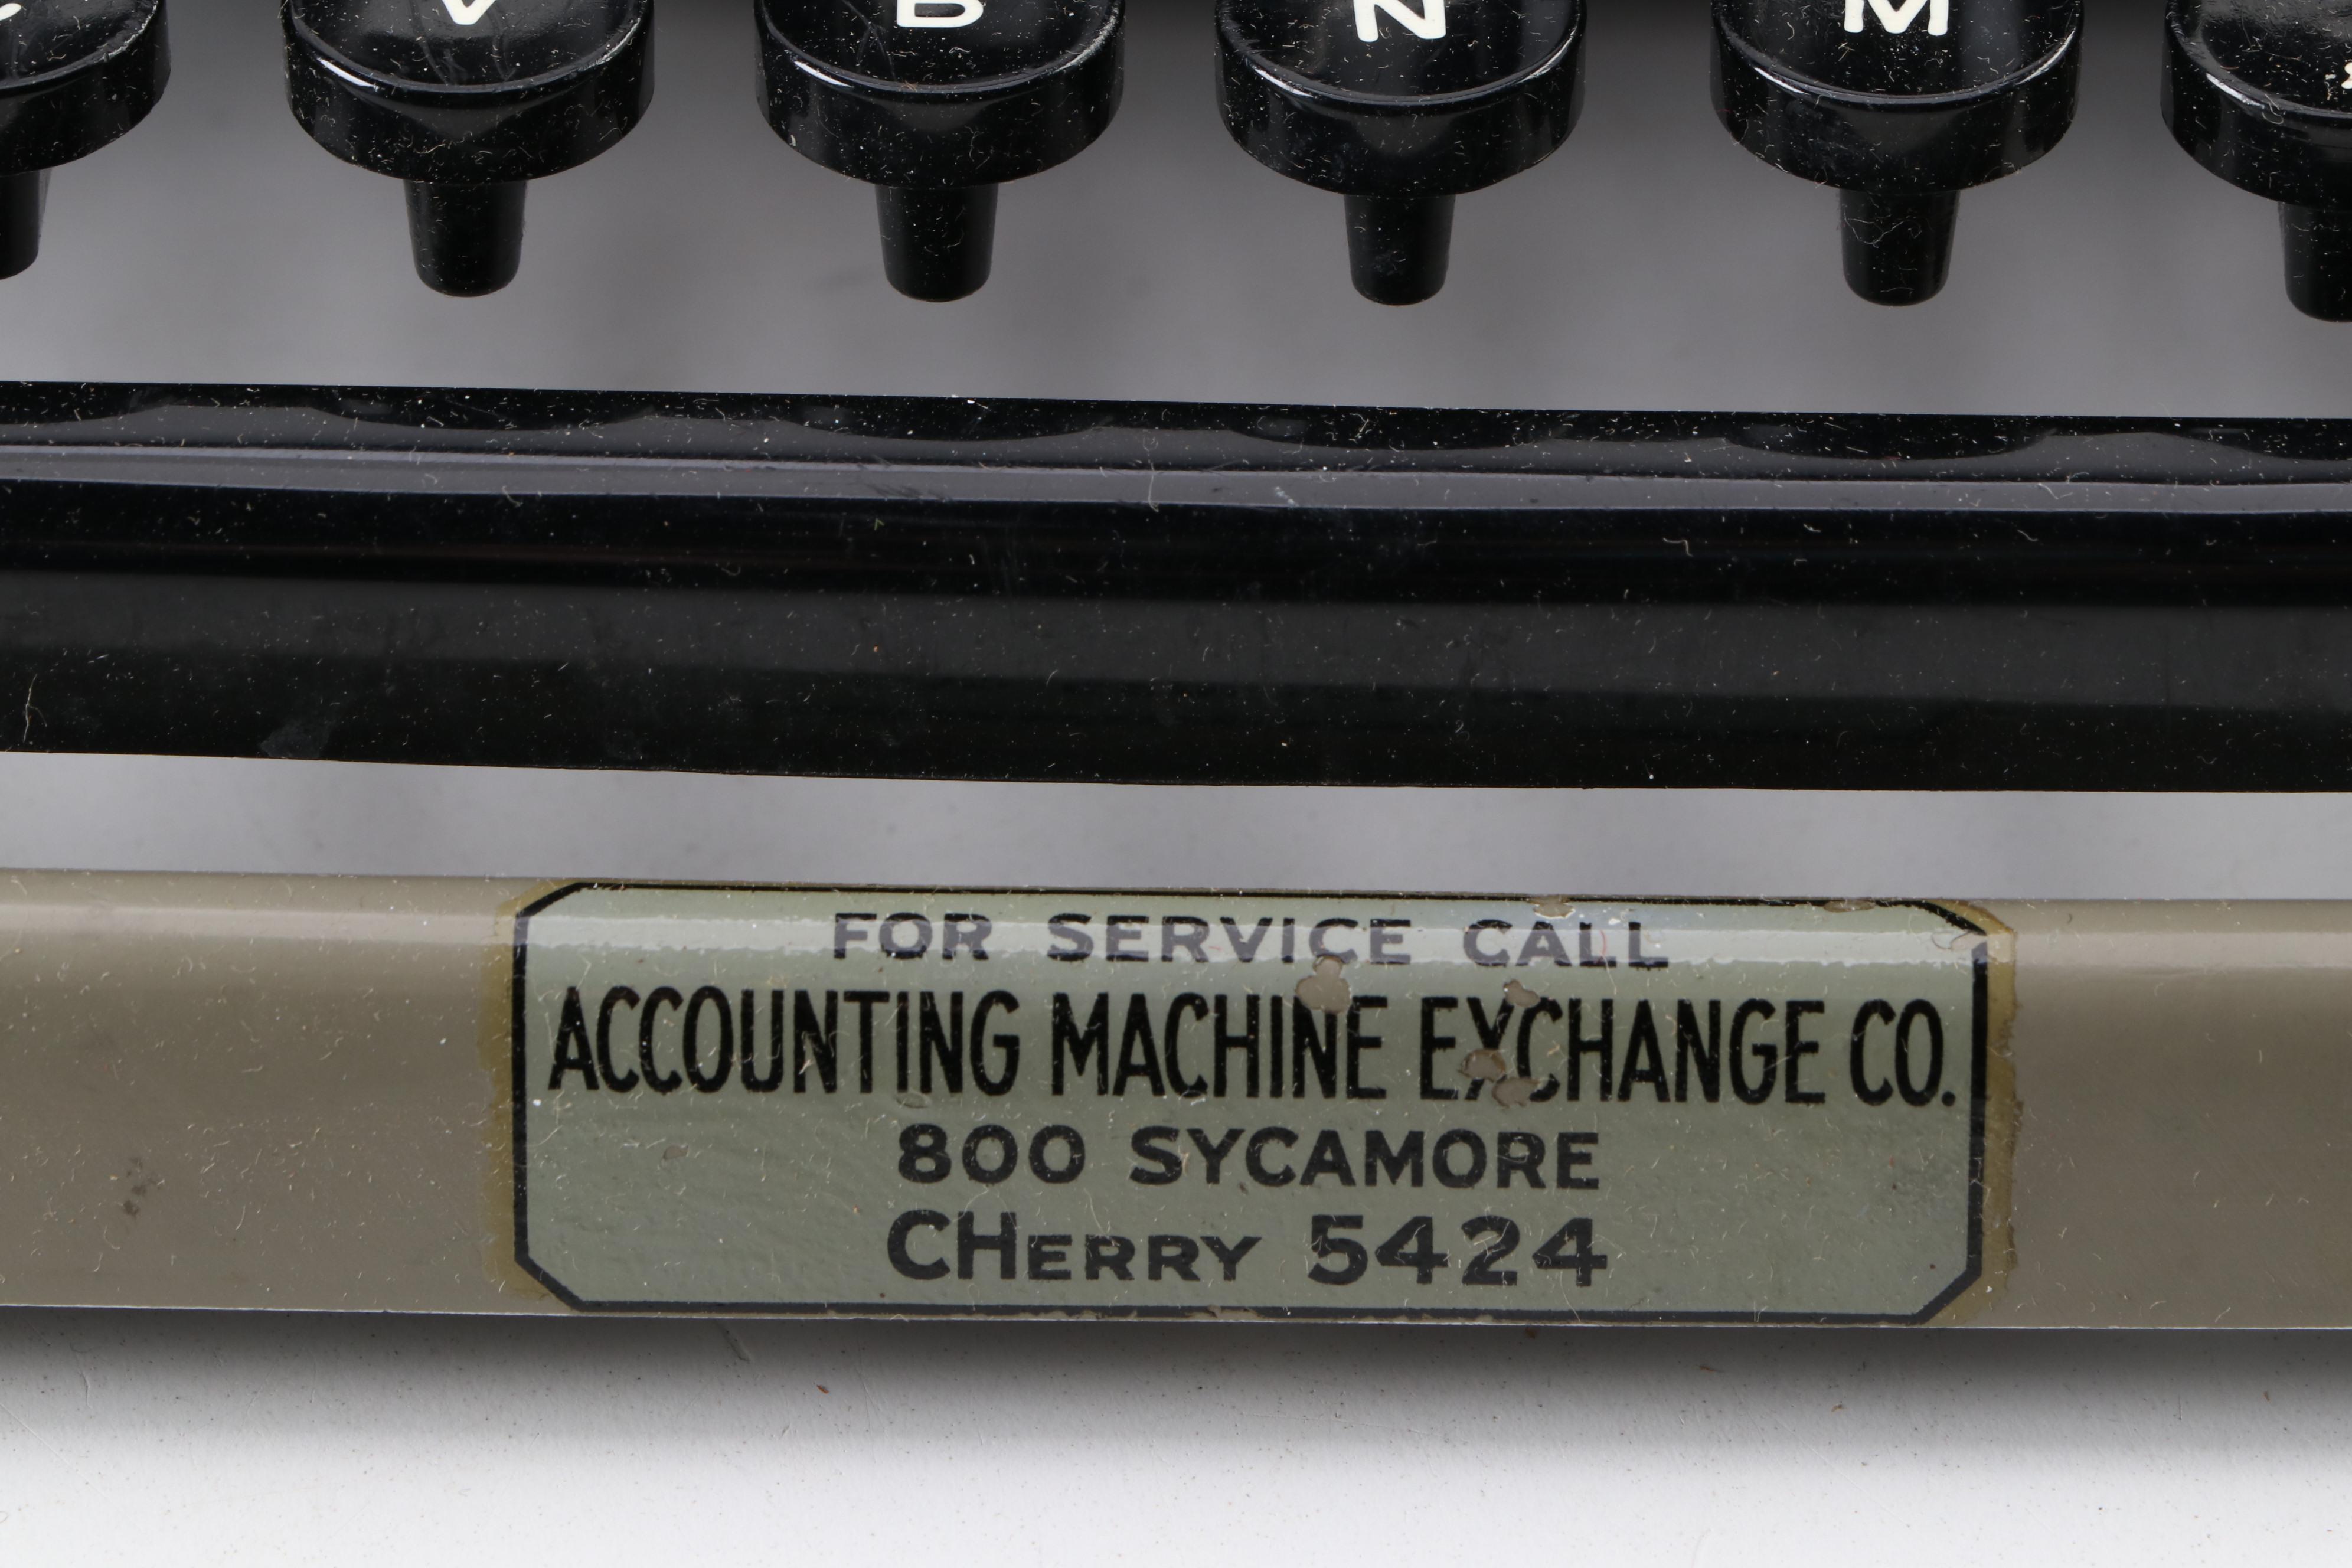 V B N M
FOR SERVICE CALL
ACCOUNTING MACHINE EXCHANGE CO.
800 SYCAMORE
CHERRY 5424